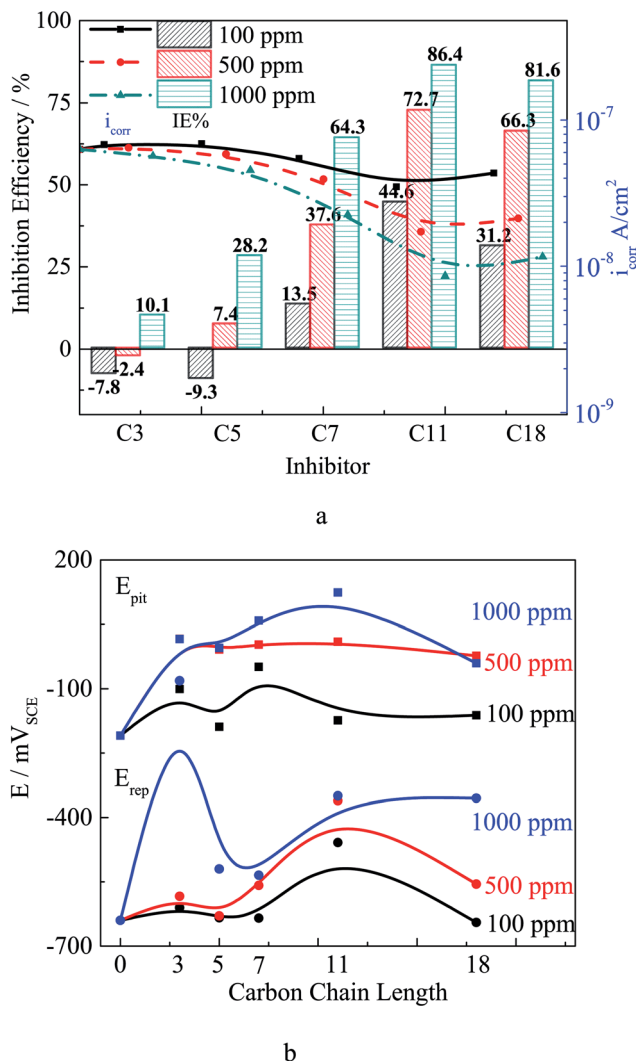 100
75
50
25
0
Inhibition Efficiency / %
100 ppm
500 ppm
1000 ppm
i_corr IE%
-7.8
-2.4
10.1
-9.3
7.4
28.2
13.5
37.6
64.3
44.6
72.7
86.4
31.2
66.3
81.6
10⁻⁷
10⁻⁸
10⁻⁹
i_corr A/cm²
C3 C5 C7 C11 C18
Inhibitor
a
200
-100
-400
-700
E / mV_SCE
E_pit
1000 ppm
500 ppm
100 ppm
E_rep
1000 ppm
500 ppm
100 ppm
0 3 5 7 11 18
Carbon Chain Length
b